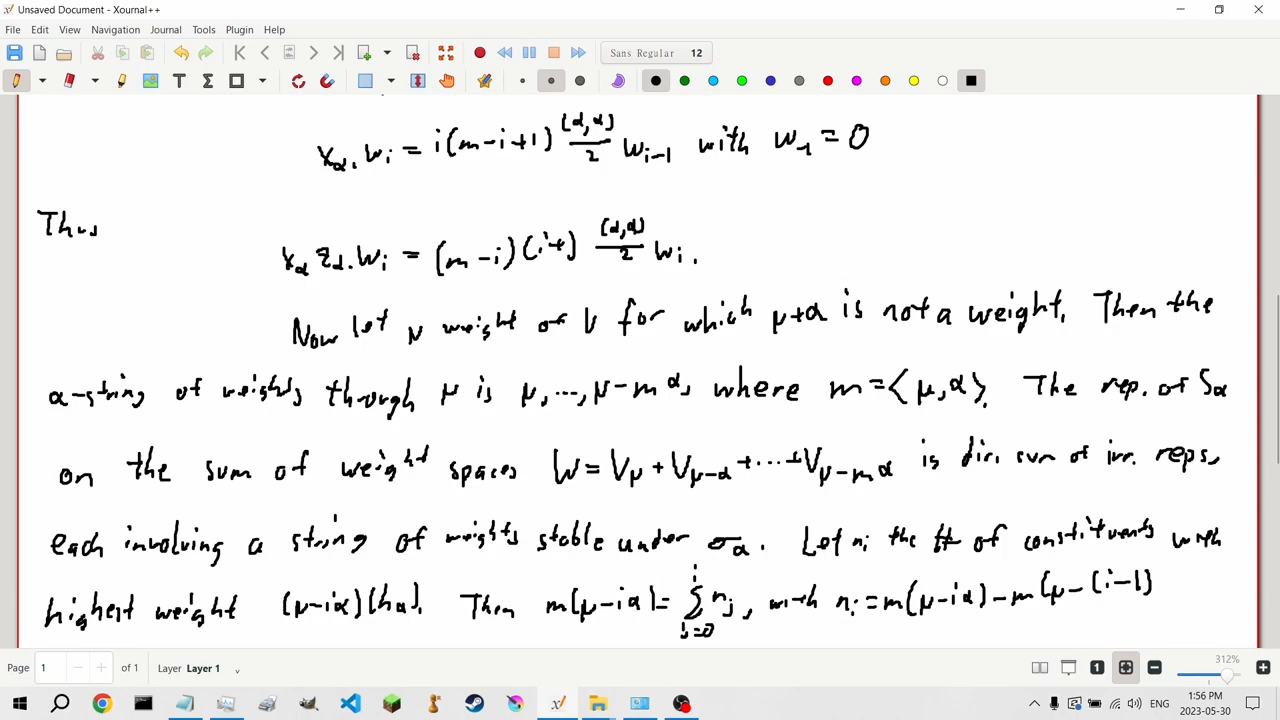 Unsaved Document - Xournal++
File Edit View Navigation Journal Tools Plugin Help
Sans Regular 12
x_α . w_i = i(m-i+1) (α,α)/2 w_{i-1} with w_{-1} = 0
Thus
x_α z_α . w_i = (m-i)(i+) (α,α)/2 w_i .
Now let μ weight of V for which μ+α is not a weight. Then the
α-string of weights through μ is μ,...,μ-mα, where m=<μ,α>. The rep. of S_α
on the sum of weight spaces W = V_μ + V_{μ-α} + ... + V_{μ-mα} is dir. sum of irr. reps,
each involving a string of weights stable under σ_α. Let n_i the # of constituents with
highest weight (μ-iα)(h_α). Then m(μ-iα) = Σ_{j=0}^{i} n_j, with n_i = m(μ-iα) - m(μ-(i-1)
Page 1 of 1 Layer Layer 1 312%
ENG 1:56 PM
2023-05-30